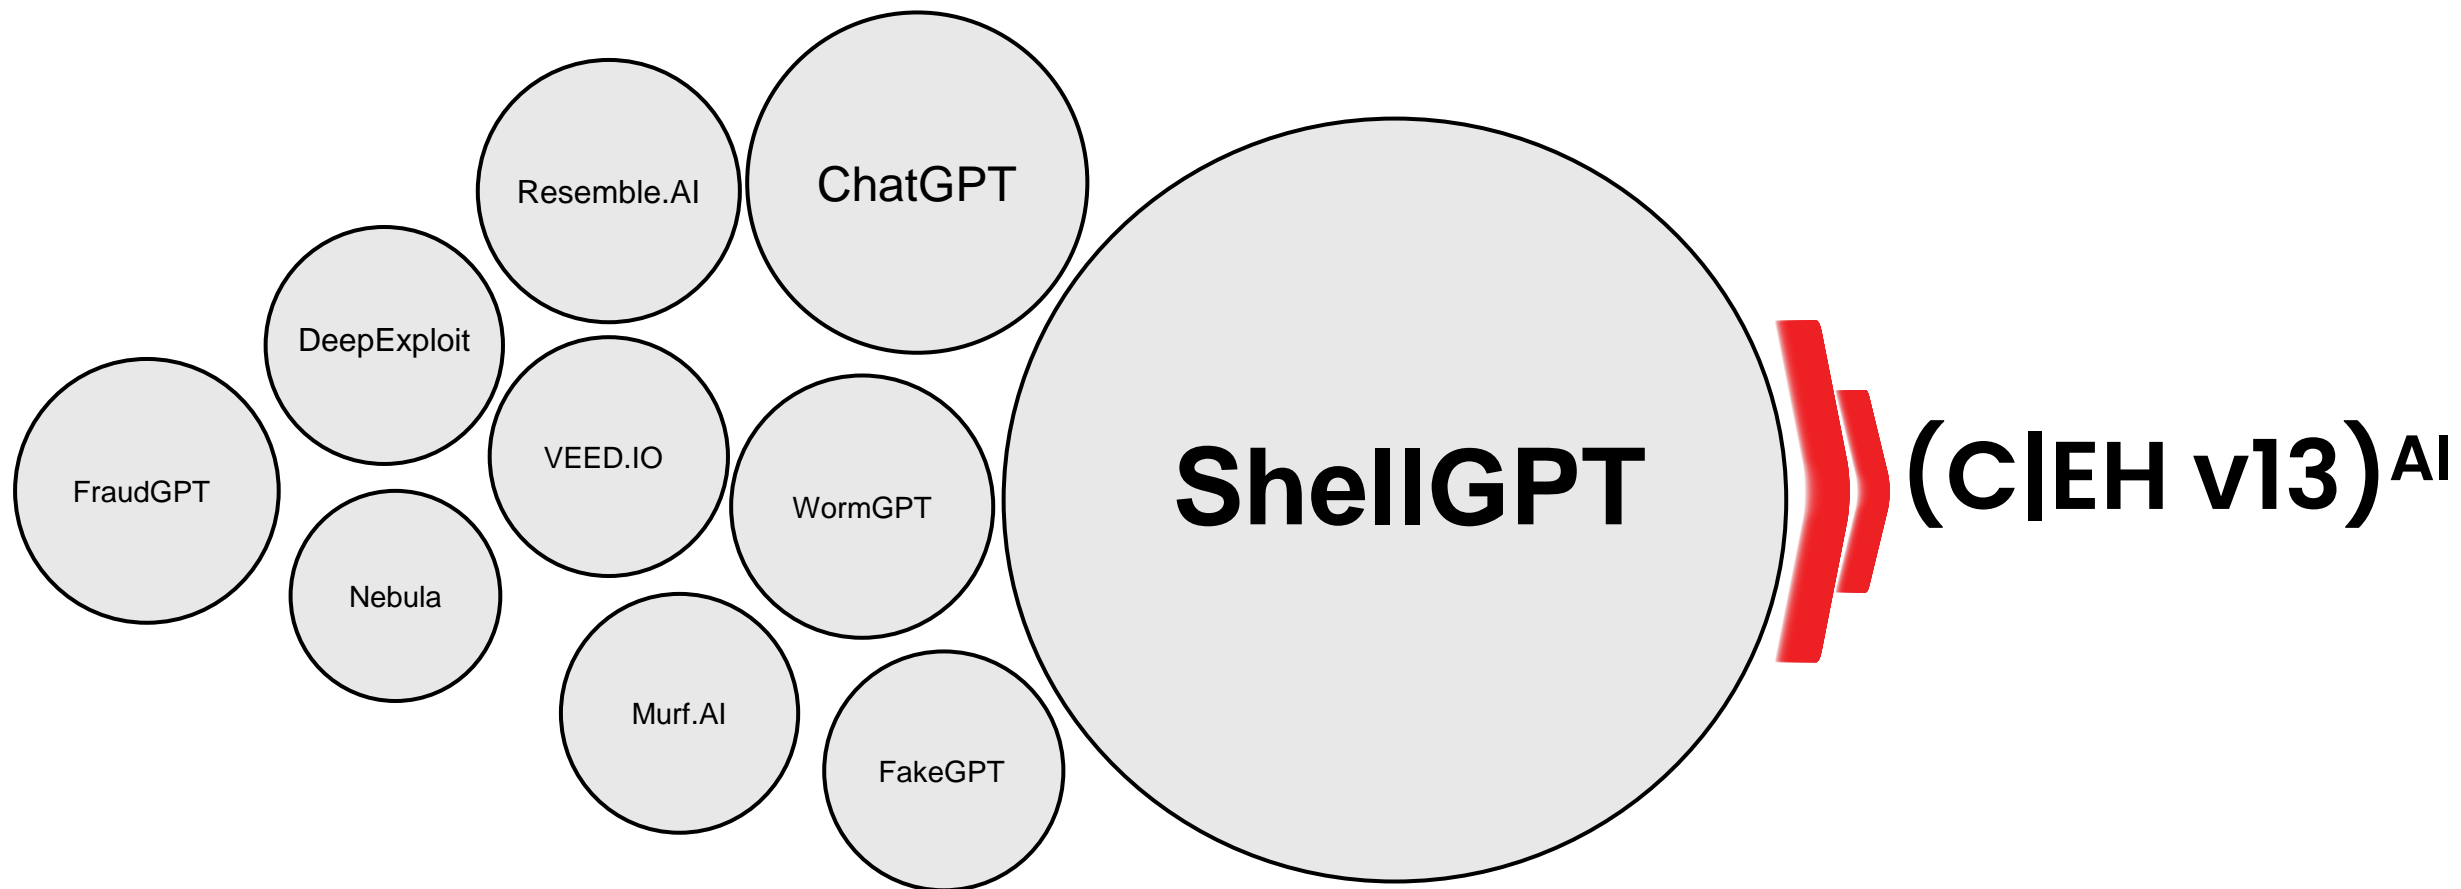 ChatGPT
Resemble.AI
DeepExploit
VEED.IO
FraudGPT
WormGPT
ShellGPT
Nebula
Murf.AI
FakeGPT
(C|EH v13) AI